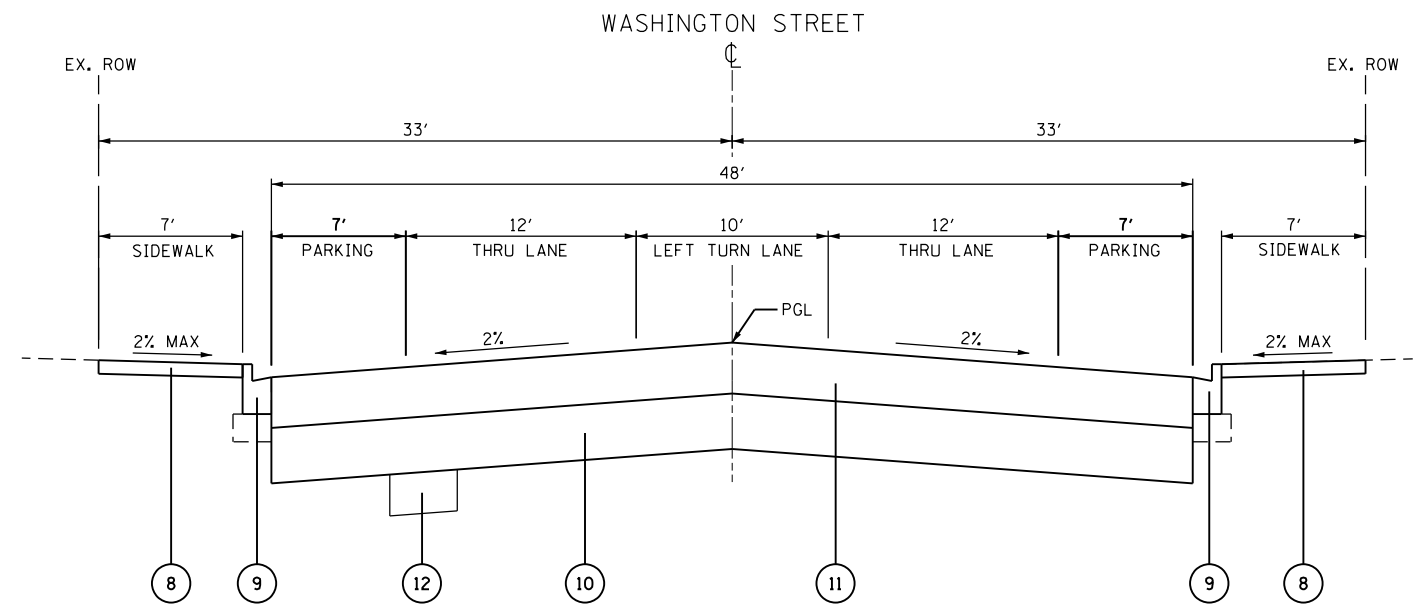 WASHINGTON STREET
℄
EX. ROW
EX. ROW
33'
33'
48'
7'
7'
12'
10'
12'
7'
7'
SIDEWALK
PARKING
THRU LANE
LEFT TURN LANE
THRU LANE
PARKING
SIDEWALK
PGL
2% MAX
2%
2%
2% MAX
8
9
12
10
11
9
8